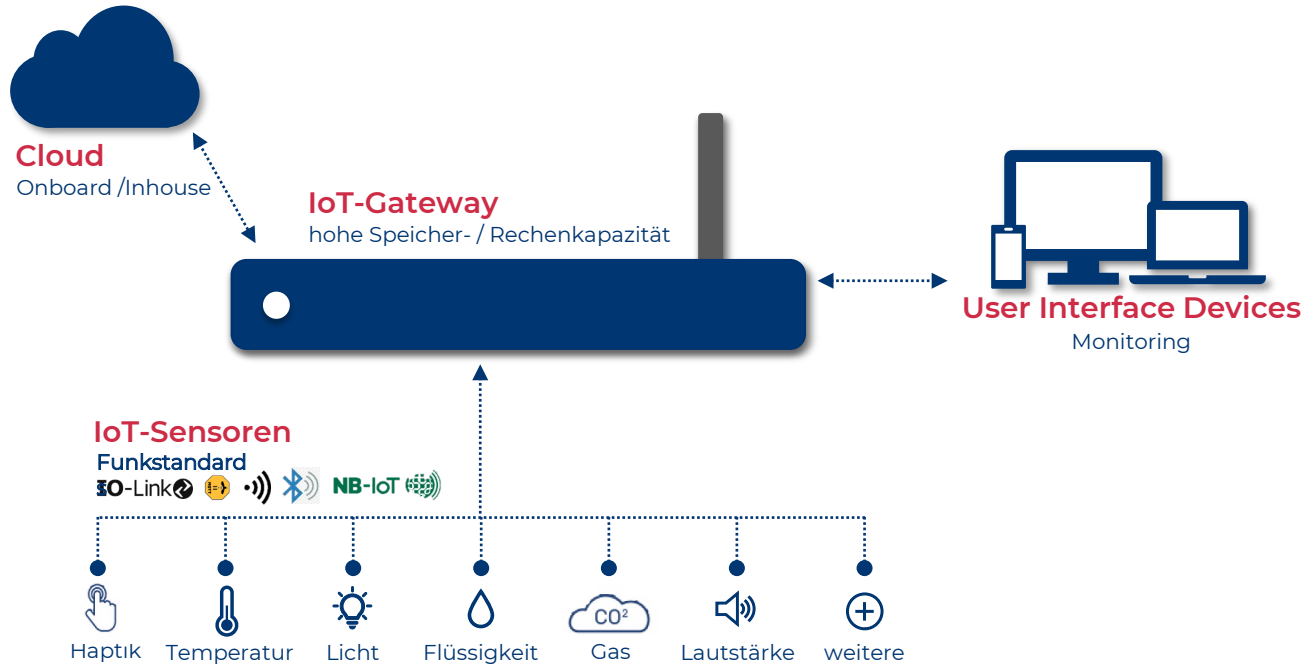 Cloud
Onboard /Inhouse
IoT-Gateway
hohe Speicher- / Rechenkapazität
User Interface Devices
Monitoring
IoT-Sensoren
Funkstandard
s
IO-Link
NB-IoT
Haptik Temperatur Licht Flüssigkeit Gas Lautstärke weitere
CO²